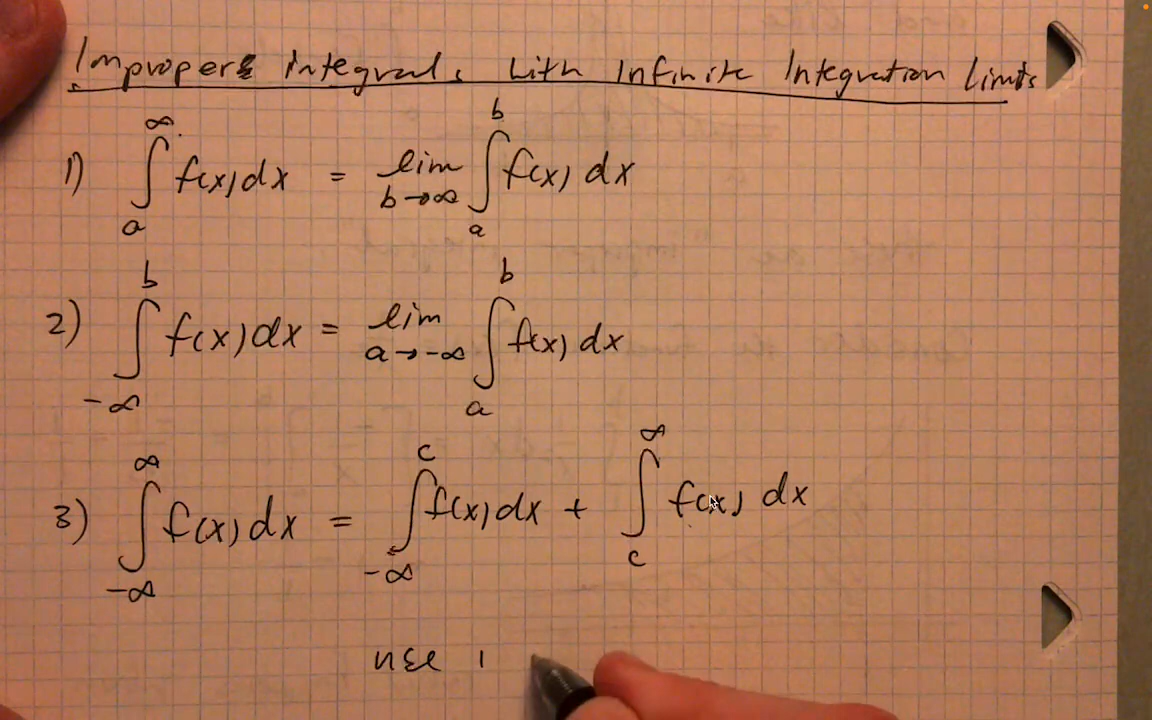 Improper Integrals with Infinite Integration Limits
1) ∫_a^∞ f(x) dx = lim_{b→∞} ∫_a^b f(x) dx
2) ∫_{-∞}^b f(x) dx = lim_{a→-∞} ∫_a^b f(x) dx
3) ∫_{-∞}^∞ f(x) dx = ∫_{-∞}^c f(x) dx + ∫_c^∞ f(x) dx
use 1